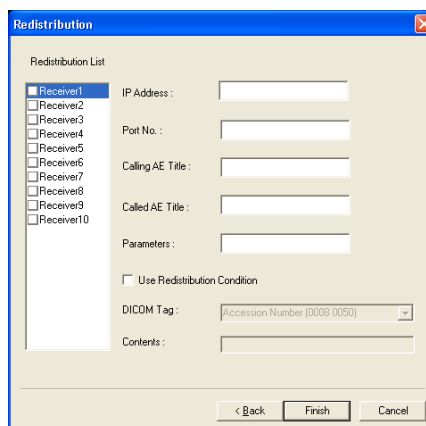 Redistribution
Redistribution List
Receiver1
Receiver2
Receiver3
Receiver4
Receiver5
Receiver6
Receiver7
Receiver8
Receiver9
Receiver10
IP Address :
Port No. :
Calling AE Title :
Called AE Title :
Parameters :
Use Redistribution Condition
DICOM Tag : Accession Number (0008 0050)
Contents :
< Back Finish Cancel